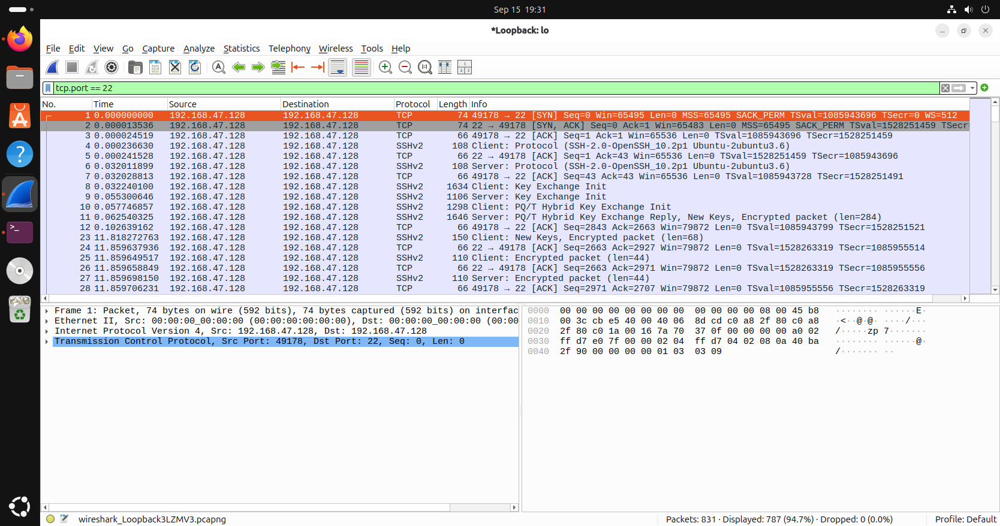 Sep 15 19:31
*Loopback: lo
File Edit View Go Capture Analyze Statistics Telephony Wireless Tools Help
tcp.port == 22
No. Time Source Destination Protocol Length Info
1 0.000000000 192.168.47.128 192.168.47.128 TCP 74 49178 → 22 [SYN] Seq=0 Win=65495 Len=0 MSS=65495 SACK_PERM TSval=1085943696 TSecr=0 WS=512
2 0.000013536 192.168.47.128 192.168.47.128 TCP 74 22 → 49178 [SYN, ACK] Seq=0 Ack=1 Win=65483 Len=0 MSS=65495 SACK_PERM TSval=1528251459 TSecr=
3 0.000024519 192.168.47.128 192.168.47.128 TCP 66 49178 → 22 [ACK] Seq=1 Ack=1 Win=65536 Len=0 TSval=1085943696 TSecr=1528251459
4 0.000236630 192.168.47.128 192.168.47.128 SSHv2 108 Client: Protocol (SSH-2.0-OpenSSH_10.2p1 Ubuntu-2ubuntu3.6)
5 0.000241528 192.168.47.128 192.168.47.128 TCP 66 22 → 49178 [ACK] Seq=1 Ack=43 Win=65536 Len=0 TSval=1528251459 TSecr=1085943696
6 0.032011899 192.168.47.128 192.168.47.128 SSHv2 108 Server: Protocol (SSH-2.0-OpenSSH_10.2p1 Ubuntu-2ubuntu3.6)
7 0.032028813 192.168.47.128 192.168.47.128 TCP 66 49178 → 22 [ACK] Seq=43 Ack=43 Win=65536 Len=0 TSval=1085943728 TSecr=1528251491
8 0.032240100 192.168.47.128 192.168.47.128 SSHv2 1634 Client: Key Exchange Init
9 0.055300646 192.168.47.128 192.168.47.128 SSHv2 1106 Server: Key Exchange Init
10 0.057746857 192.168.47.128 192.168.47.128 SSHv2 1298 Client: PQ/T Hybrid Key Exchange Init
11 0.062540325 192.168.47.128 192.168.47.128 SSHv2 1646 Server: PQ/T Hybrid Key Exchange Reply, New Keys, Encrypted packet (len=284)
12 0.102639162 192.168.47.128 192.168.47.128 TCP 66 49178 → 22 [ACK] Seq=2843 Ack=2663 Win=79872 Len=0 TSval=1085943799 TSecr=1528251521
23 11.818272763 192.168.47.128 192.168.47.128 SSHv2 150 Client: New Keys, Encrypted packet (len=68)
24 11.859637936 192.168.47.128 192.168.47.128 TCP 66 22 → 49178 [ACK] Seq=2663 Ack=2927 Win=79872 Len=0 TSval=1528263319 TSecr=1085955514
25 11.859649517 192.168.47.128 192.168.47.128 SSHv2 110 Client: Encrypted packet (len=44)
26 11.859658849 192.168.47.128 192.168.47.128 TCP 66 22 → 49178 [ACK] Seq=2663 Ack=2971 Win=79872 Len=0 TSval=1528263319 TSecr=1085955556
27 11.859698150 192.168.47.128 192.168.47.128 SSHv2 110 Server: Encrypted packet (len=44)
28 11.859706231 192.168.47.128 192.168.47.128 TCP 66 49178 → 22 [ACK] Seq=2971 Ack=2707 Win=79872 Len=0 TSval=1085955556 TSecr=1528263319
Frame 1: Packet, 74 bytes on wire (592 bits), 74 bytes captured (592 bits) on interfac
Ethernet II, Src: 00:00:00_00:00:00 (00:00:00:00:00:00), Dst: 00:00:00_00:00:00 (00:00
Internet Protocol Version 4, Src: 192.168.47.128, Dst: 192.168.47.128
Transmission Control Protocol, Src Port: 49178, Dst Port: 22, Seq: 0, Len: 0
0000 00 00 00 00 00 00 00 00 00 00 00 00 08 00 45 b8 ········ ······E·
0010 00 3c cb e5 40 00 40 06 8d cd c0 a8 2f 80 c0 a8 ·<··@·@· ····/···
0020 2f 80 c0 1a 00 16 7a 70 37 0f 00 00 00 00 a0 02 /·····zp 7·······
0030 ff d7 e0 7f 00 00 02 04 ff d7 04 02 08 0a 40 ba ········ ······@·
0040 2f 90 00 00 00 00 01 03 03 09 /······· ··
wireshark_Loopback3LZMV3.pcapng
Packets: 831 · Displayed: 787 (94.7%) · Dropped: 0 (0.0%)
Profile: Default